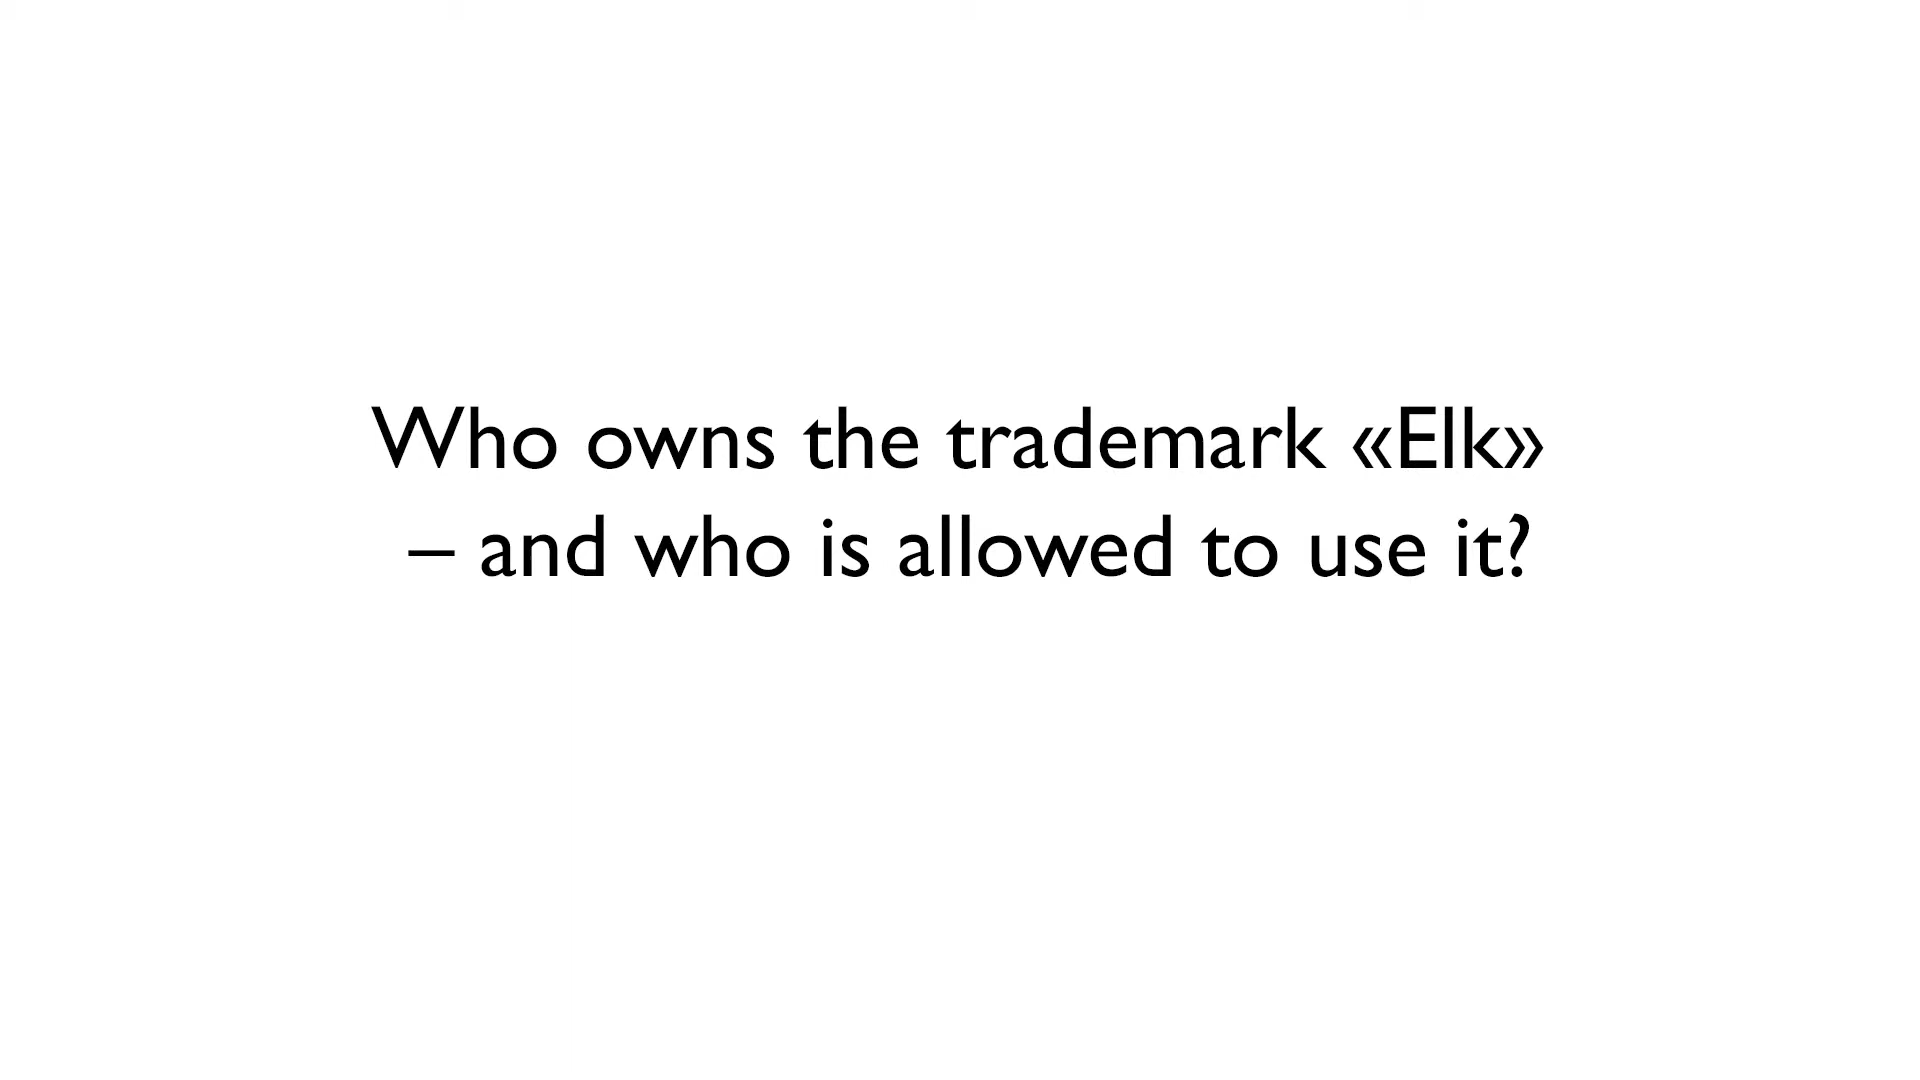 Who owns the trademark «Elk»
– and who is allowed to use it?